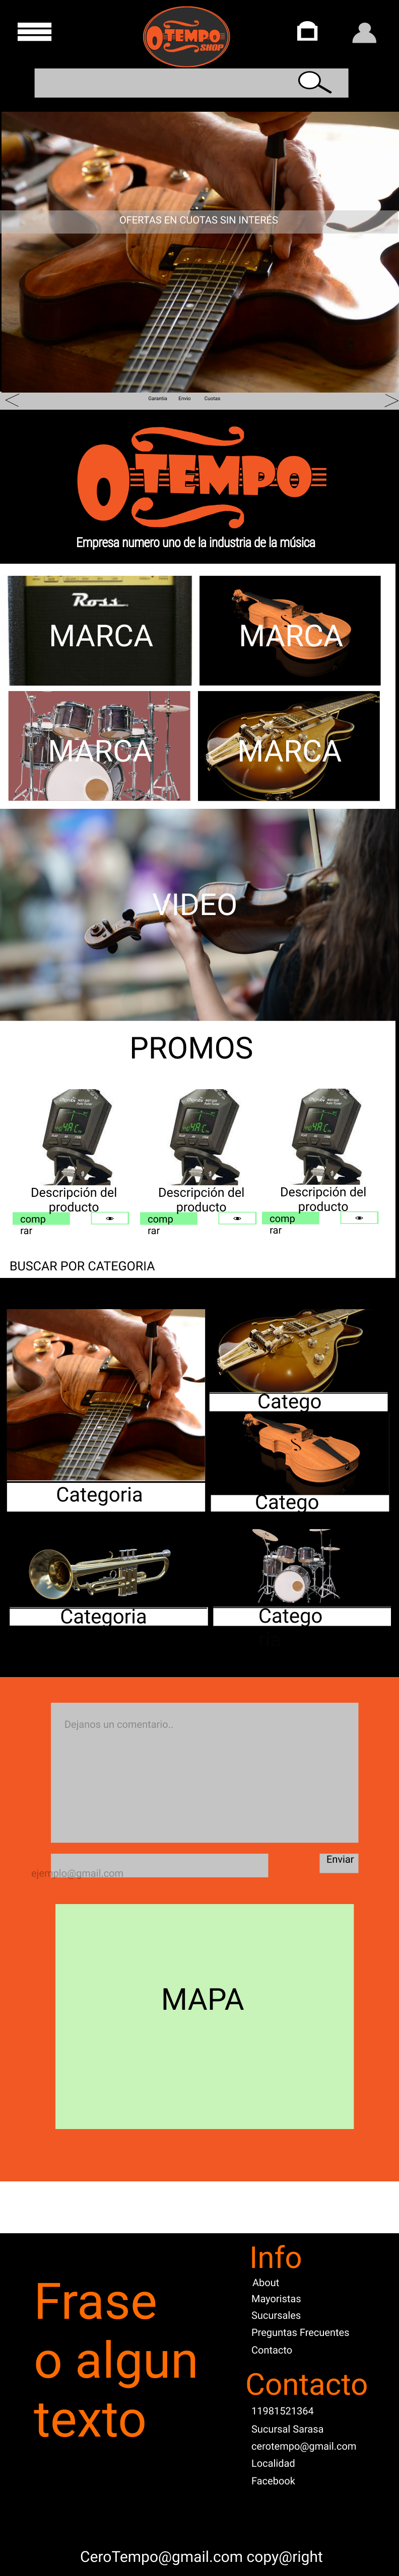 0TEMPO
SHOP
OFERTAS EN CUOTAS SIN INTERÉS
Garantia Envio Cuotas
0TEMPO
Empresa numero uno de la industria de la música
Ross
MARCA
MARCA
MARCA
MARCA
VIDEO
PROMOS
Descripción del
producto
comp
rar
Descripción del
producto
comp
rar
Descripción del
producto
comp
rar
BUSCAR POR CATEGORIA
Categoria
Catego
Catego
Categoria
Catego
Dejanos un comentario..
ejemplo@gmail.com
Enviar
MAPA
Frase
o algun
texto
Info
About
Mayoristas
Sucursales
Preguntas Frecuentes
Contacto
Contacto
11981521364
Sucursal Sarasa
cerotempo@gmail.com
Localidad
Facebook
CeroTempo@gmail.com copy@right